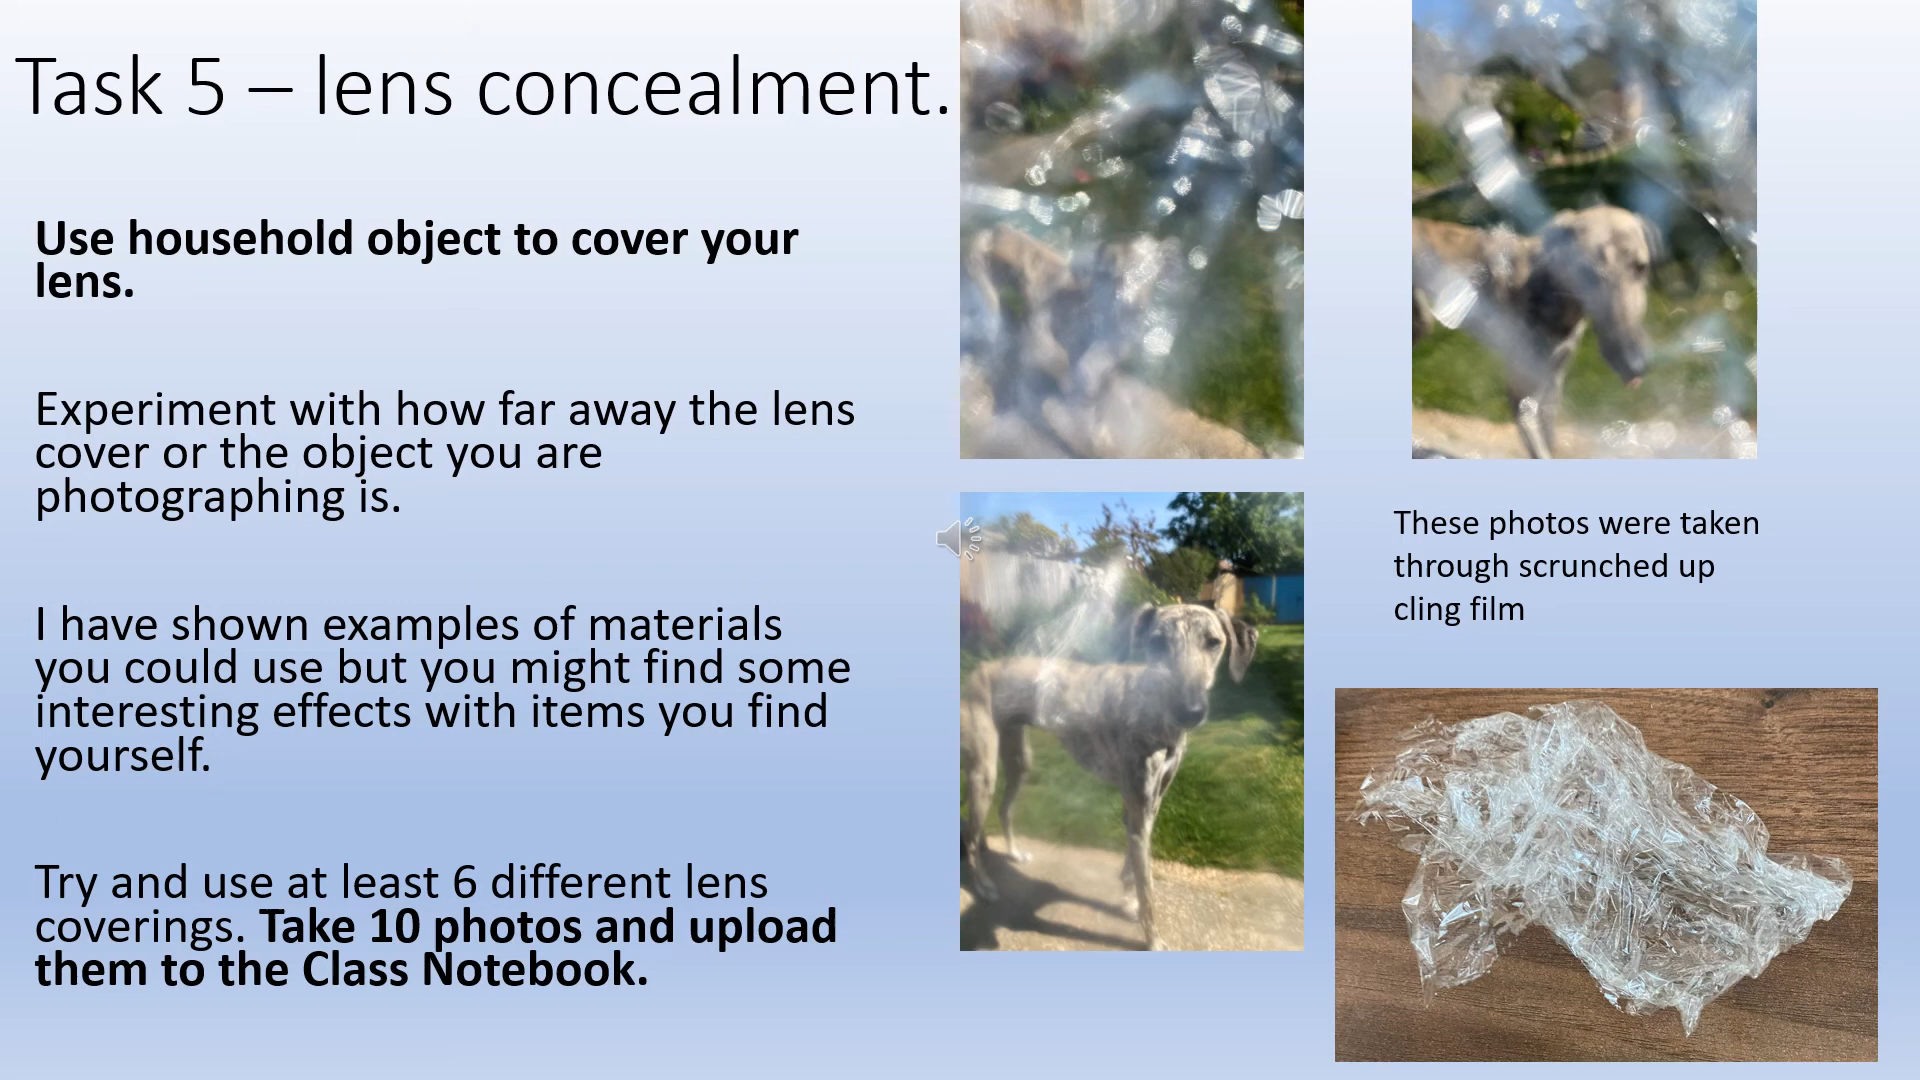 Task 5 – lens concealment.
Use household object to cover your
lens.
Experiment with how far away the lens
cover or the object you are
photographing is.
I have shown examples of materials
you could use but you might find some
interesting effects with items you find
yourself.
Try and use at least 6 different lens
coverings. Take 10 photos and upload
them to the Class Notebook.
These photos were taken
through scrunched up
cling film